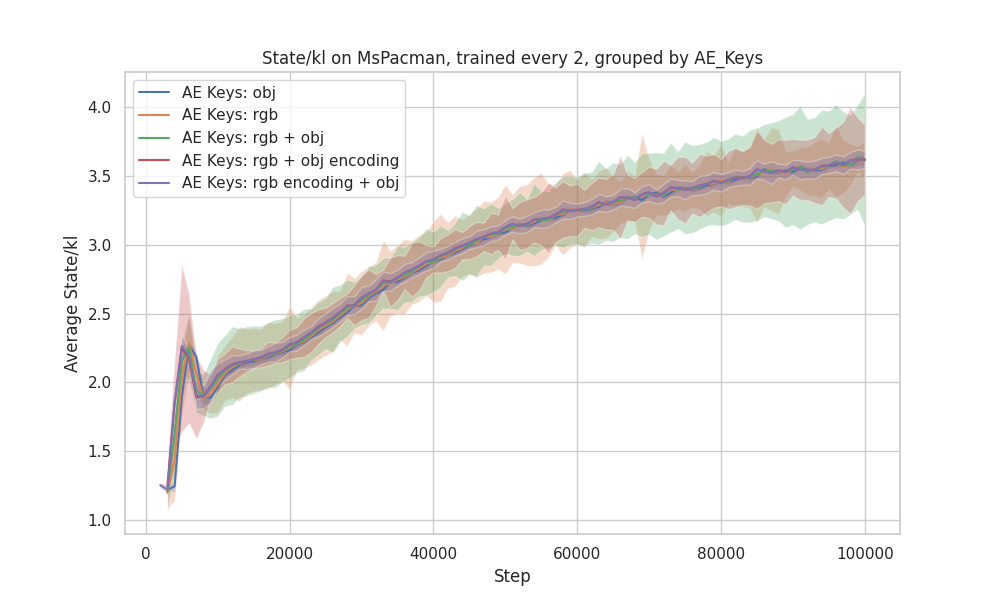 State/kl on MsPacman, trained every 2, grouped by AE_Keys
AE Keys: obj
AE Keys: rgb
AE Keys: rgb + obj
AE Keys: rgb + obj encoding
AE Keys: rgb encoding + obj
4.0
3.5
3.0
2.5
2.0
1.5
1.0
Average State/kl
0 20000 40000 60000 80000 100000
Step